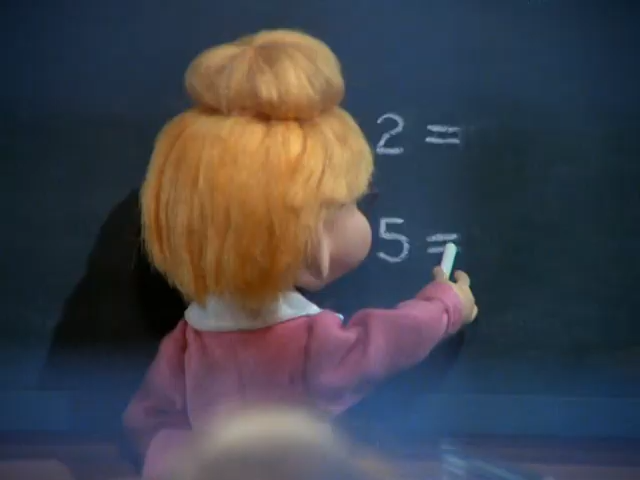 2 =
5 =